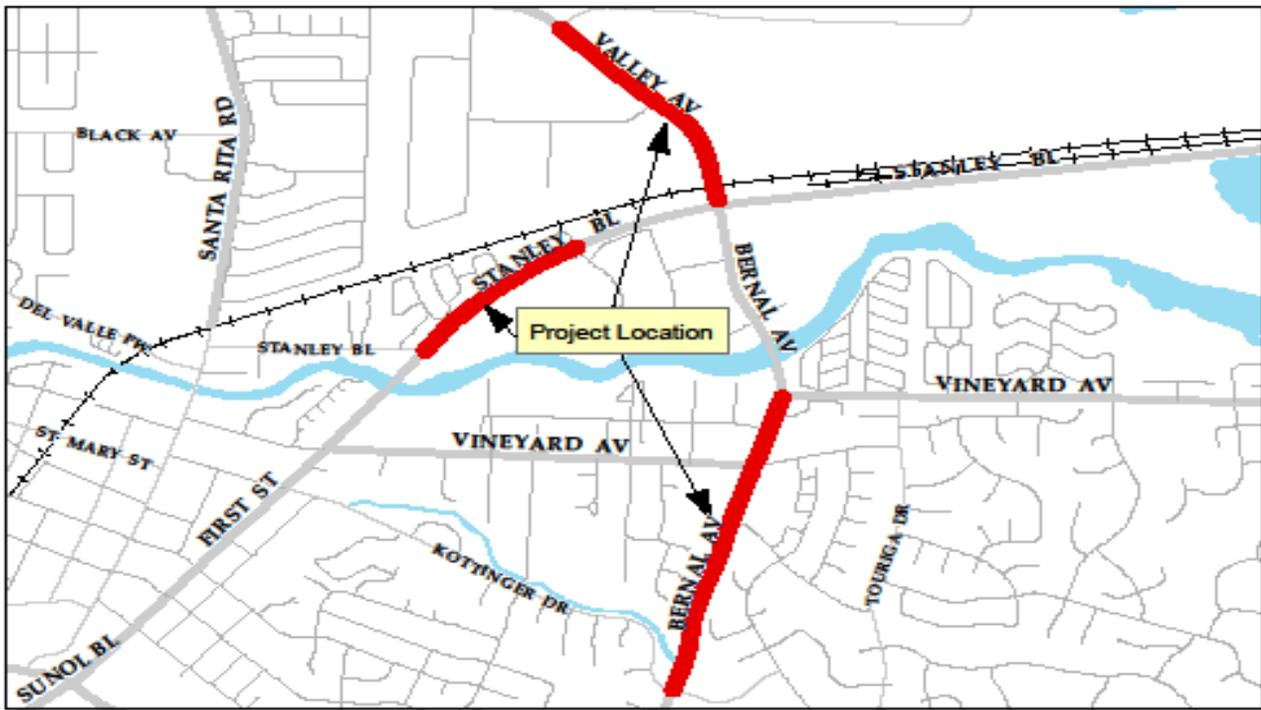 VALLEY AV
BLACK AV
SANTA RITA RD
STANLEY BL
STANLEY BL
BERNAL AV
DEL VALLE PW
STANLEY BL
Project Location
VINEYARD AV
ST. MARY ST
VINEYARD AV
FIRST ST
BERNAL AV
KOTTINGER DR
TOURIGA DR
SUNOL BL